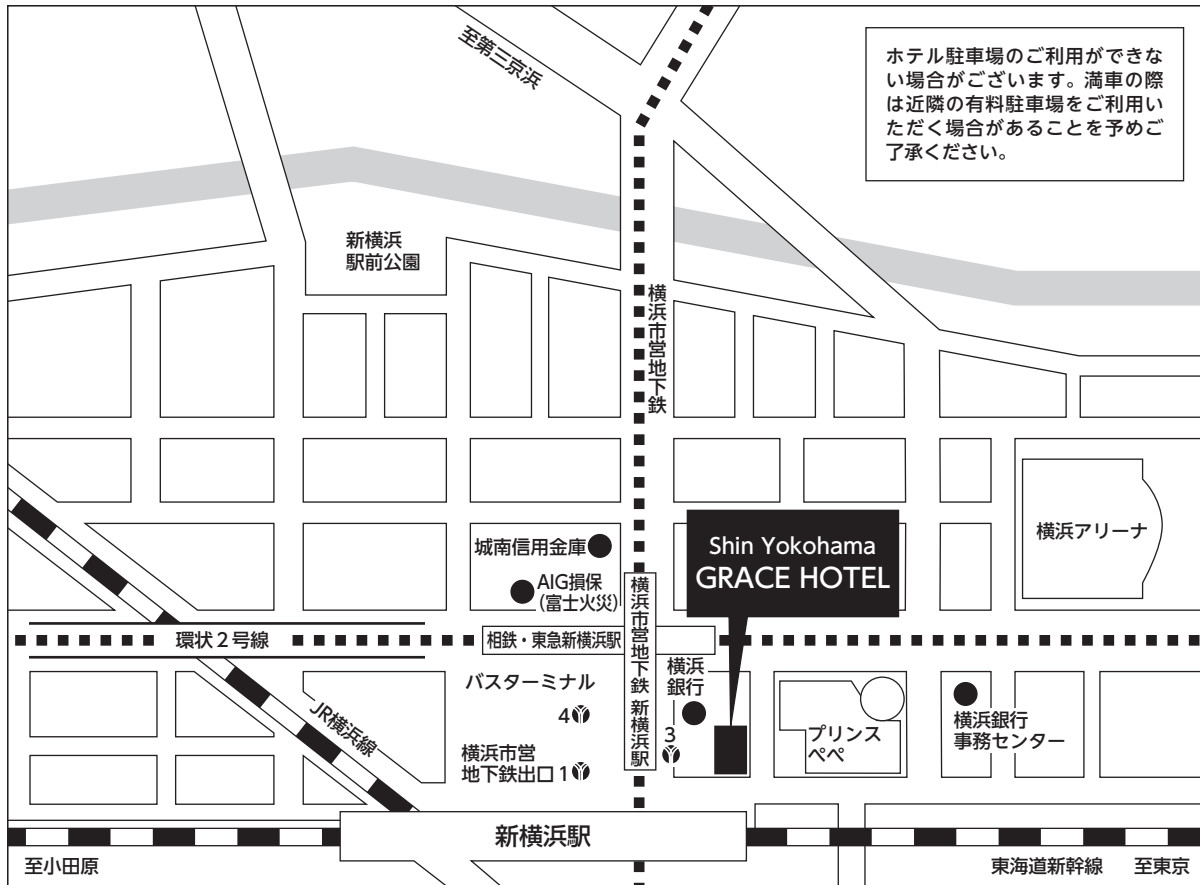 至第三京浜
ホテル駐車場のご利用ができな
い場合がございます。満車の際
は近隣の有料駐車場をご利用い
ただく場合があることを予めご
了承ください。
新横浜
駅前公園
横浜市営地下鉄
横浜アリーナ
城南信用金庫
AIG損保
(富士火災)
Shin Yokohama
GRACE HOTEL
環状2号線
相鉄・東急新横浜駅
横浜市営地下鉄 新横浜駅
バスターミナル
4
横浜
銀行
3
横浜市営
地下鉄出口1
JR横浜線
プリンス
ぺぺ
横浜銀行
事務センター
新横浜駅
至小田原
東海道新幹線
至東京